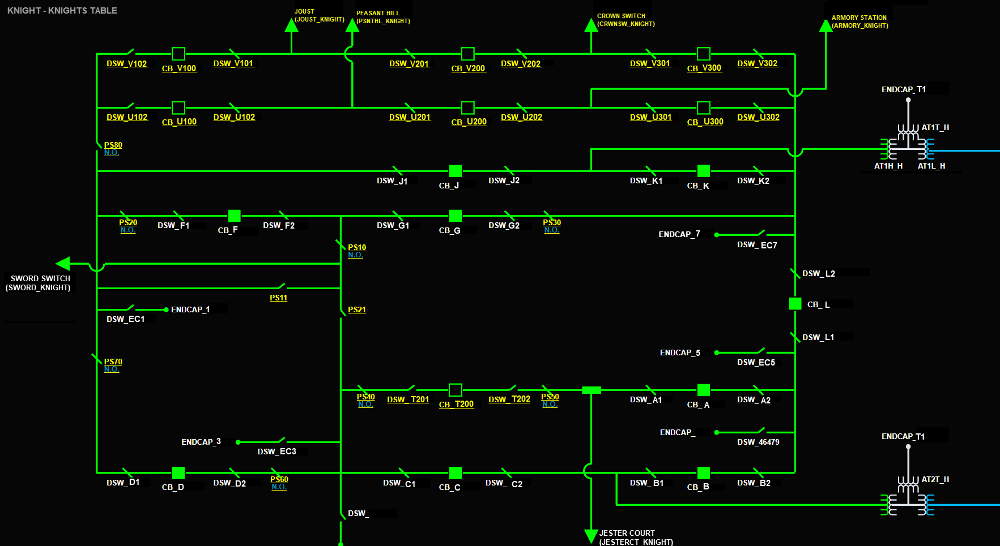 KNIGHT - KNIGHTS TABLE
JOUST
(JOUST_KNIGHT)
PEASANT HILL
(PSNTHL_KNIGHT)
CROWN SWITCH
(CRWNSW_KNIGHT)
ARMORY STATION
(ARMORY_KNIGHT)
DSW_V102
CB_V100
DSW_V101
DSW_V201
CB_V200
DSW_V202
DSW_V301
CB_V300
DSW_V302
ENDCAP_T1
DSW_U102
CB_U100
DSW_U102
DSW_U201
CB_U200
DSW_U202
DSW_U301
CB_U300
DSW_U302
AT1T_H
PS80
N.O.
AT1H_H
AT1L_H
DSW_J1
CB_J
DSW_J2
DSW_K1
CB_K
DSW_K2
PS20
N.O.
DSW_F1
CB_F
DSW_F2
DSW_G1
CB_G
DSW_G2
PS30
N.O.
ENDCAP_7
DSW_EC7
PS10
N.O.
SWORD SWITCH
(SWORD_KNIGHT)
DSW_L2
PS11
CB_L
PS21
ENDCAP_1
DSW_EC1
DSW_L1
ENDCAP_5
DSW_EC5
PS70
N.O.
PS40
N.O.
DSW_T201
CB_T200
DSW_T202
PS50
N.O.
DSW_A1
CB_A
DSW_A2
ENDCAP_
DSW_46479
ENDCAP_T1
ENDCAP_3
DSW_EC3
DSW_D1
CB_D
DSW_D2
PS60
N.O.
DSW_C1
CB_C
DSW_C2
DSW_B1
CB_B
DSW_B2
AT2T_H
DSW_
JESTER COURT
(JESTERCT_KNIGHT)